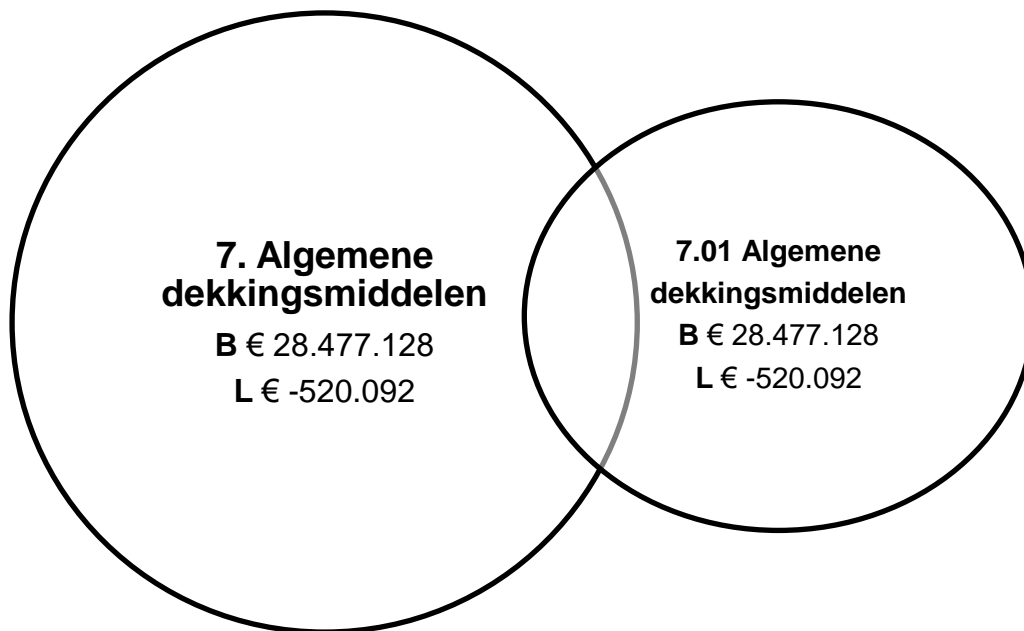 7. Algemene
dekkingsmiddelen
B € 28.477.128
L € -520.092
7.01 Algemene
dekkingsmiddelen
B € 28.477.128
L € -520.092